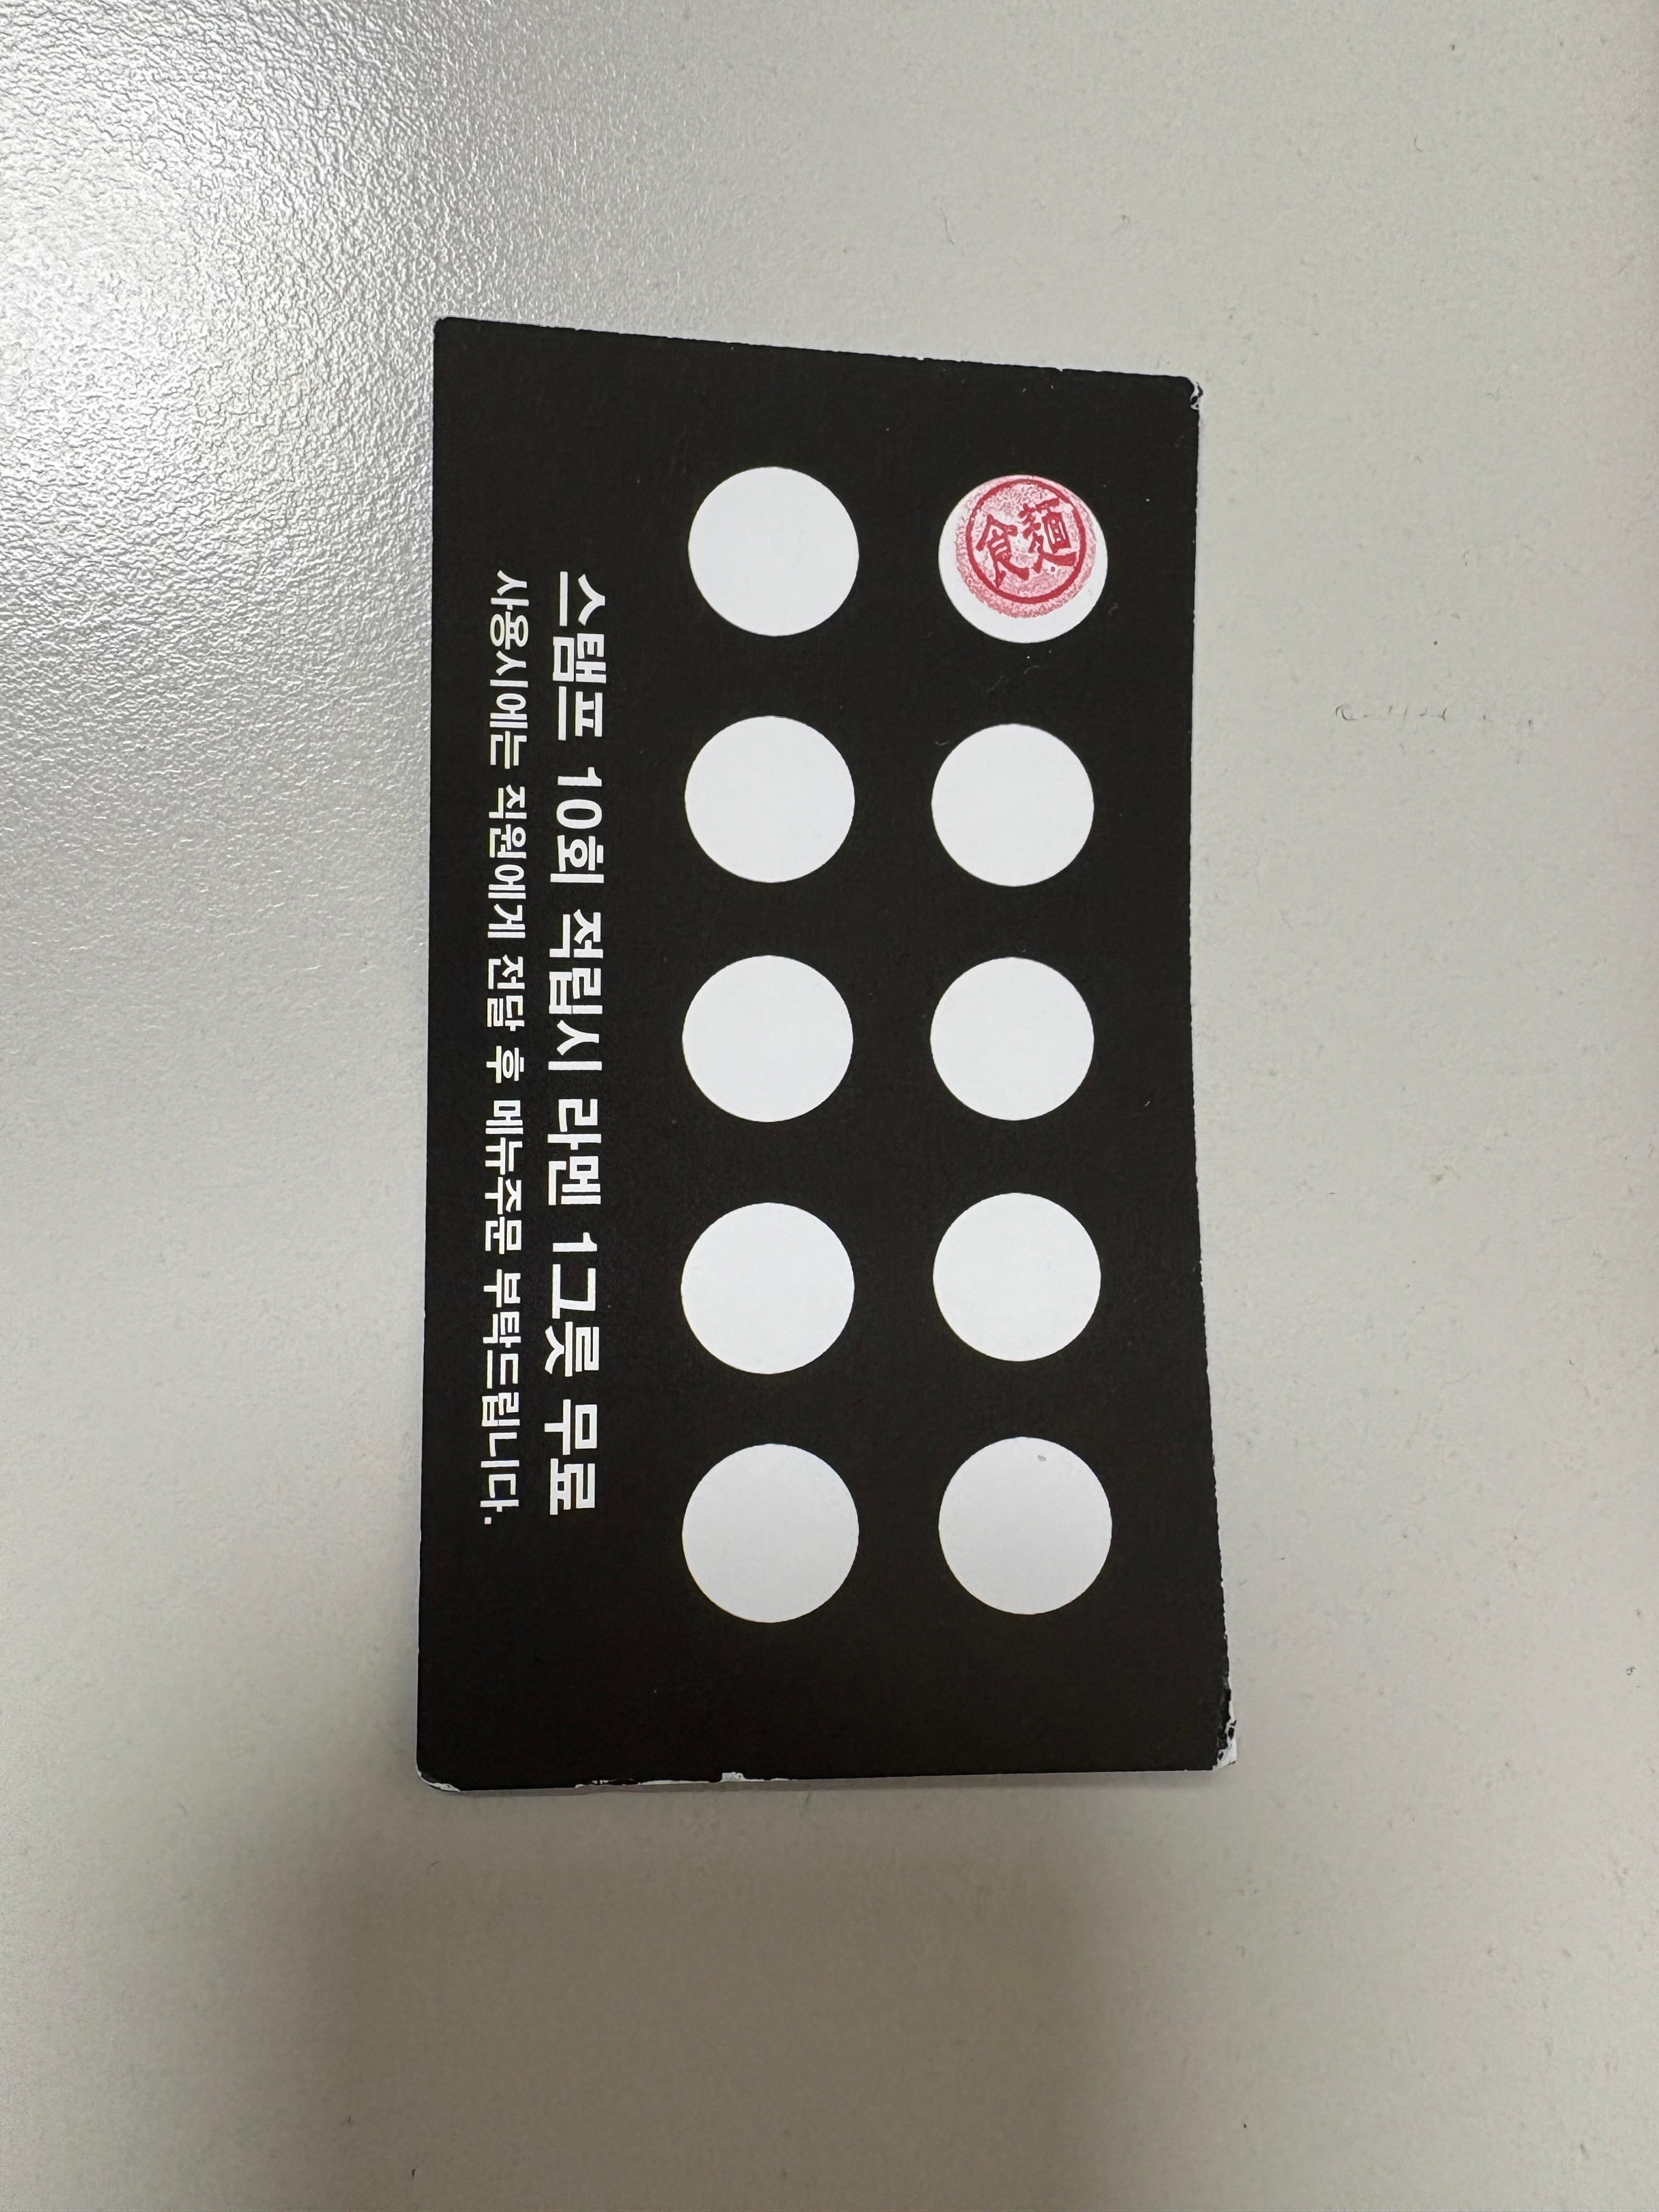 麺
食
스탬프 10회 적립시 라멘 1그릇 무료
사용시에는 직원에게 전달 후 메뉴주문 부탁드립니다.